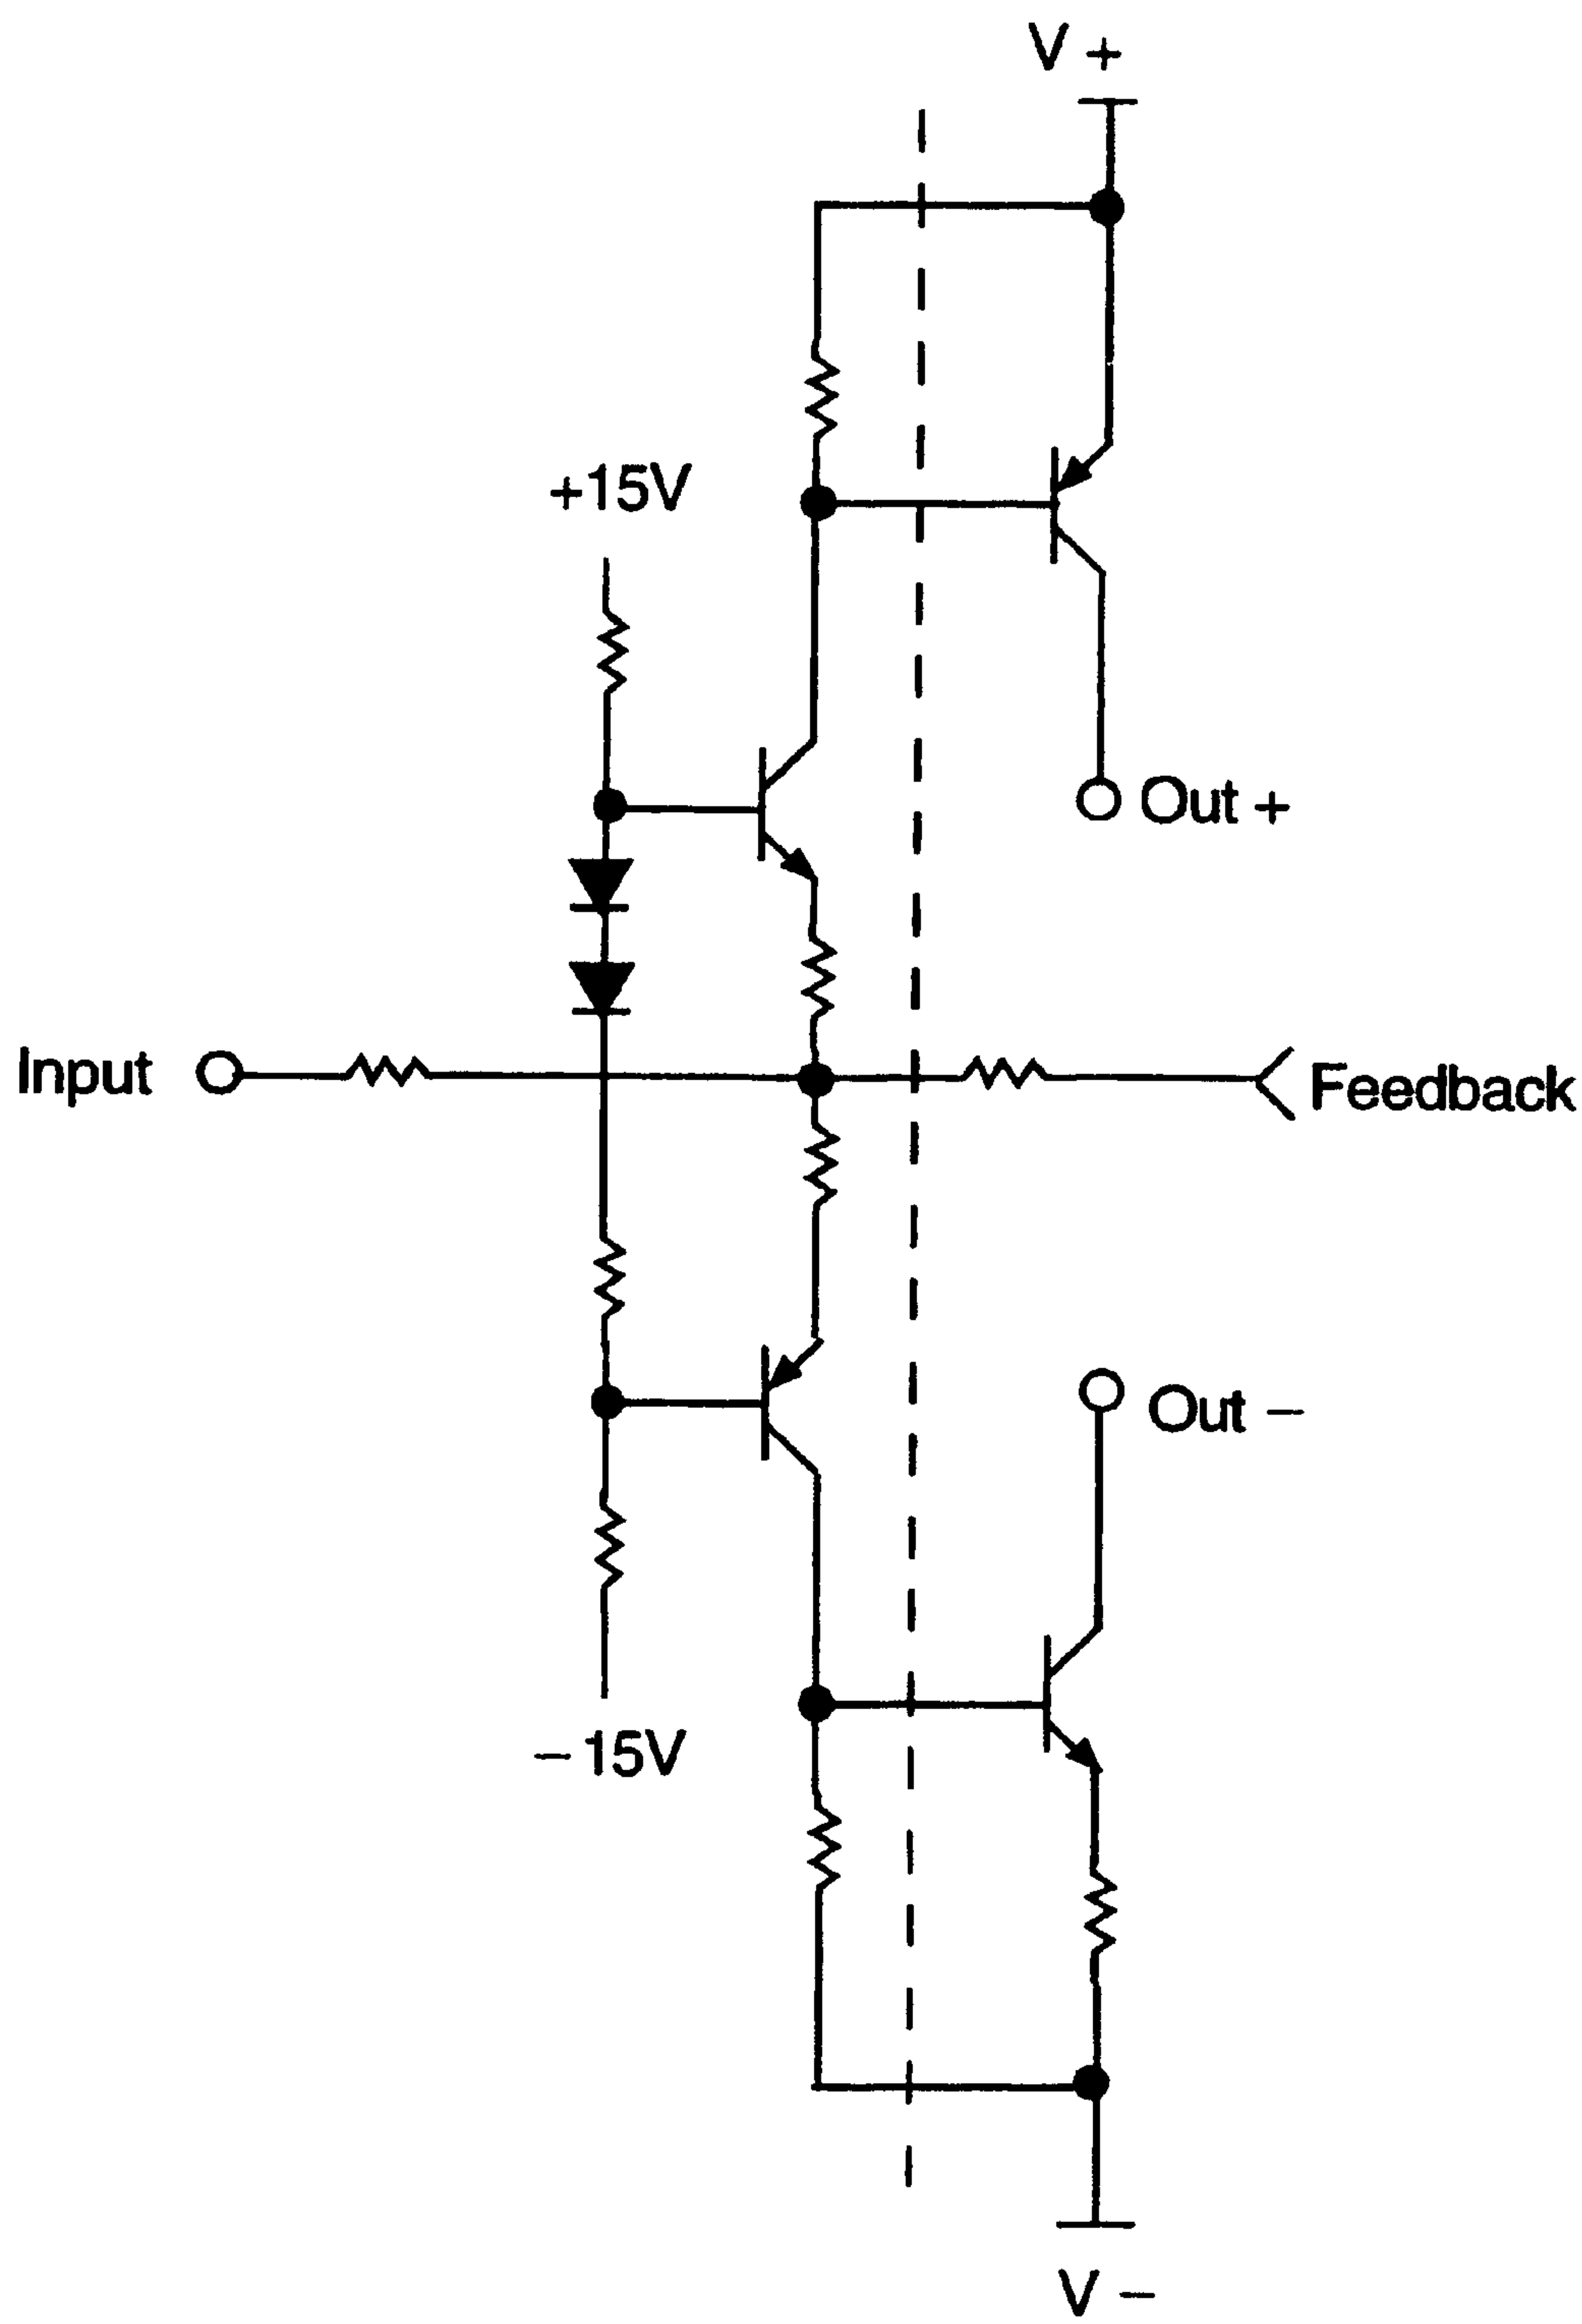 V +
+15V
Out +
Input
Feedback
Out −
−15V
V −